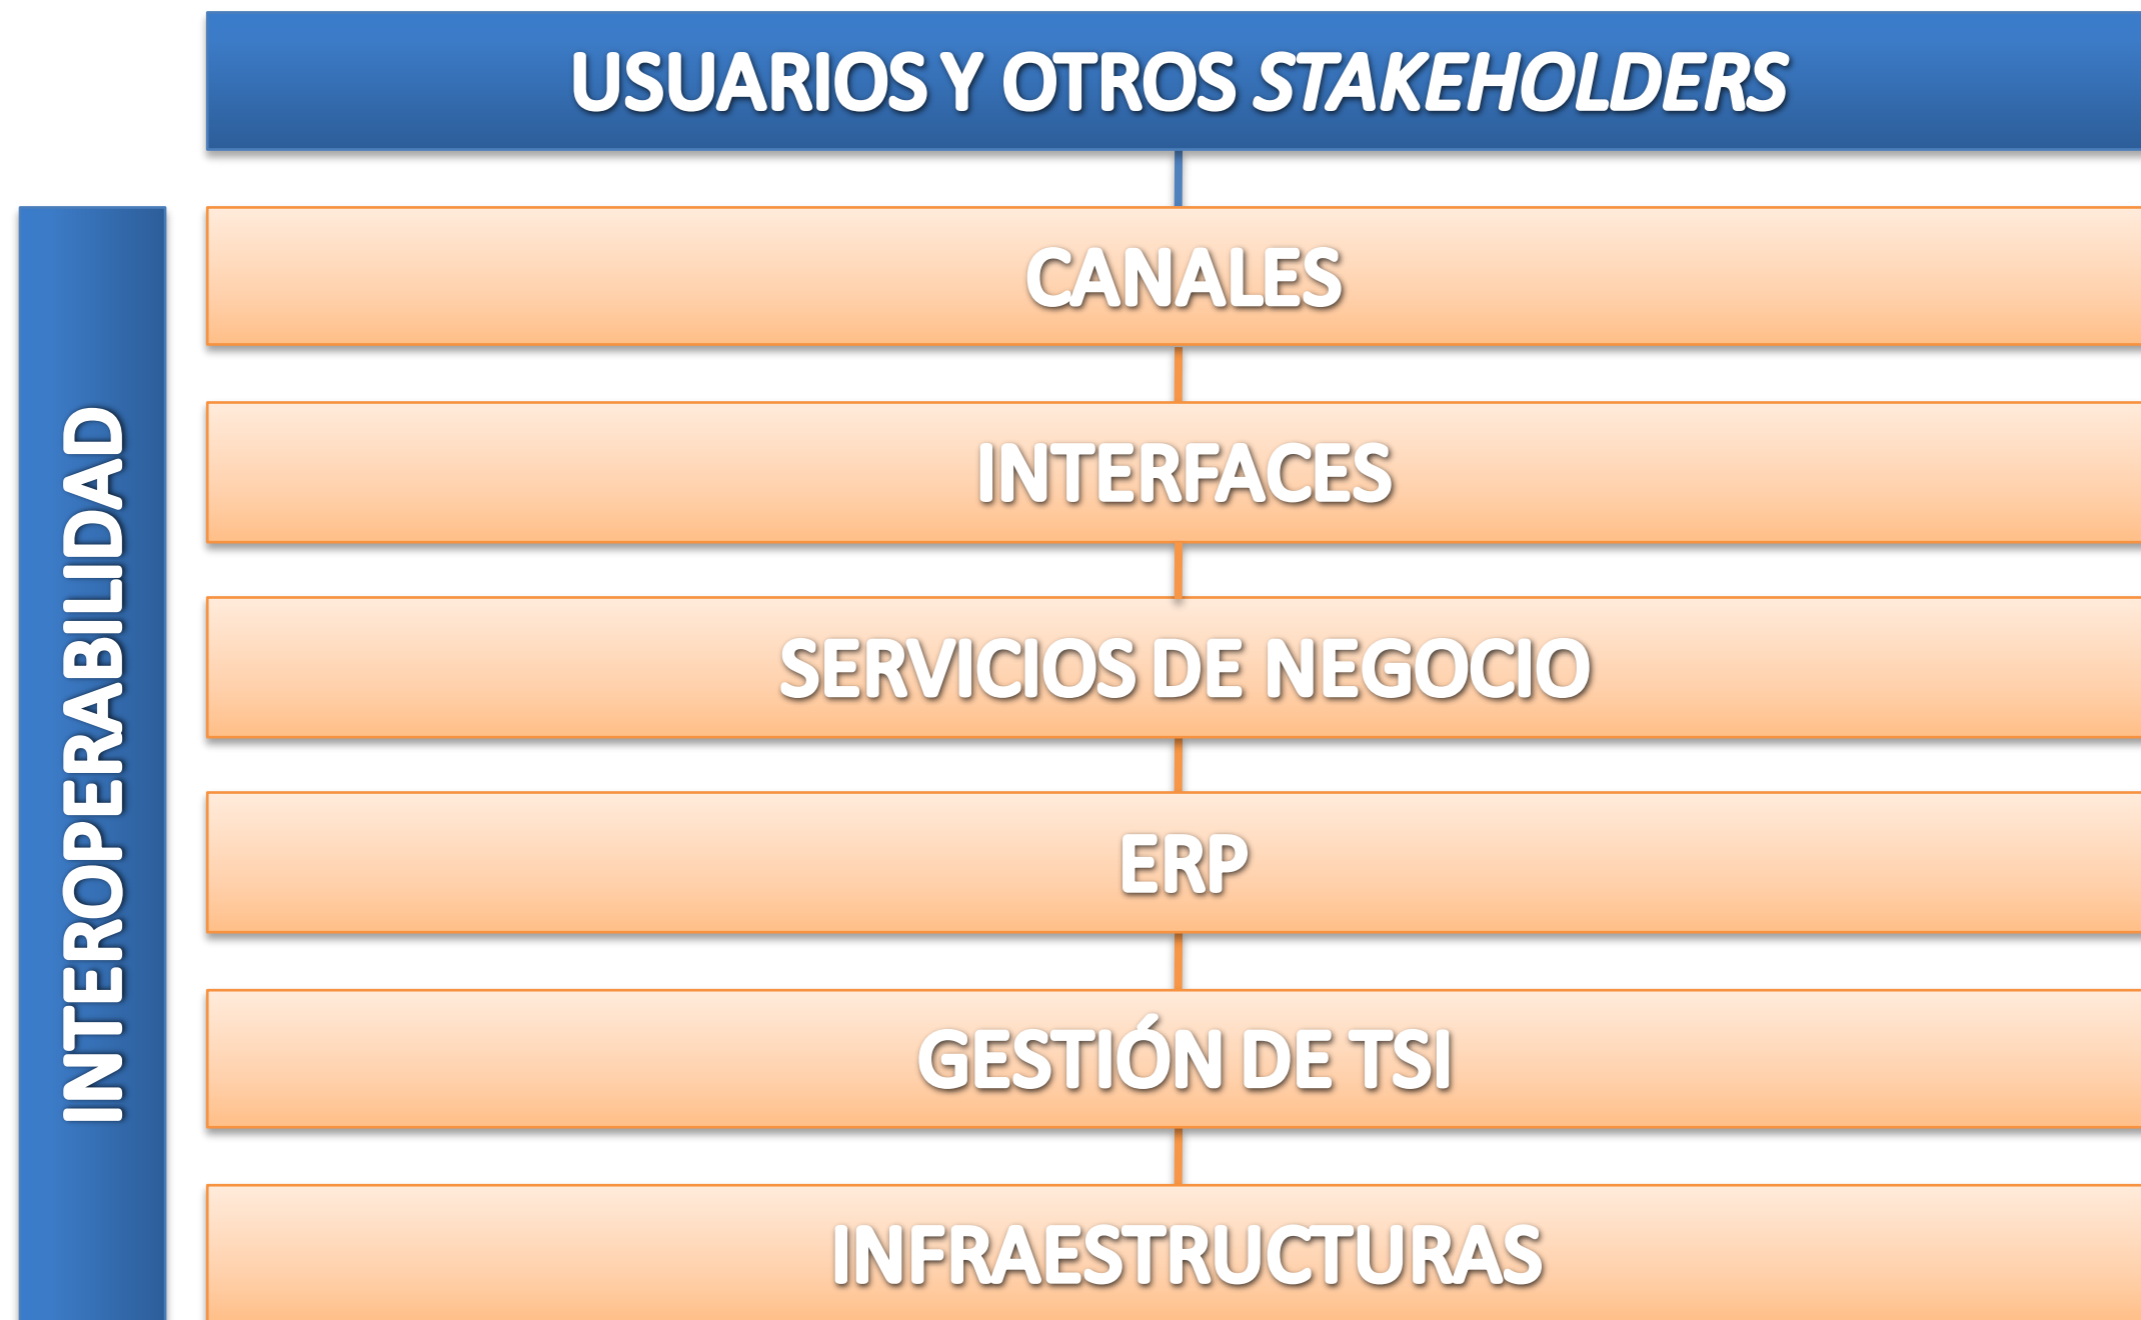 USUARIOS Y OTROS STAKEHOLDERS
INTEROPERABILIDAD
CANALES
INTERFACES
SERVICIOS DE NEGOCIO
ERP
GESTIÓN DE TSI
INFRAESTRUCTURAS